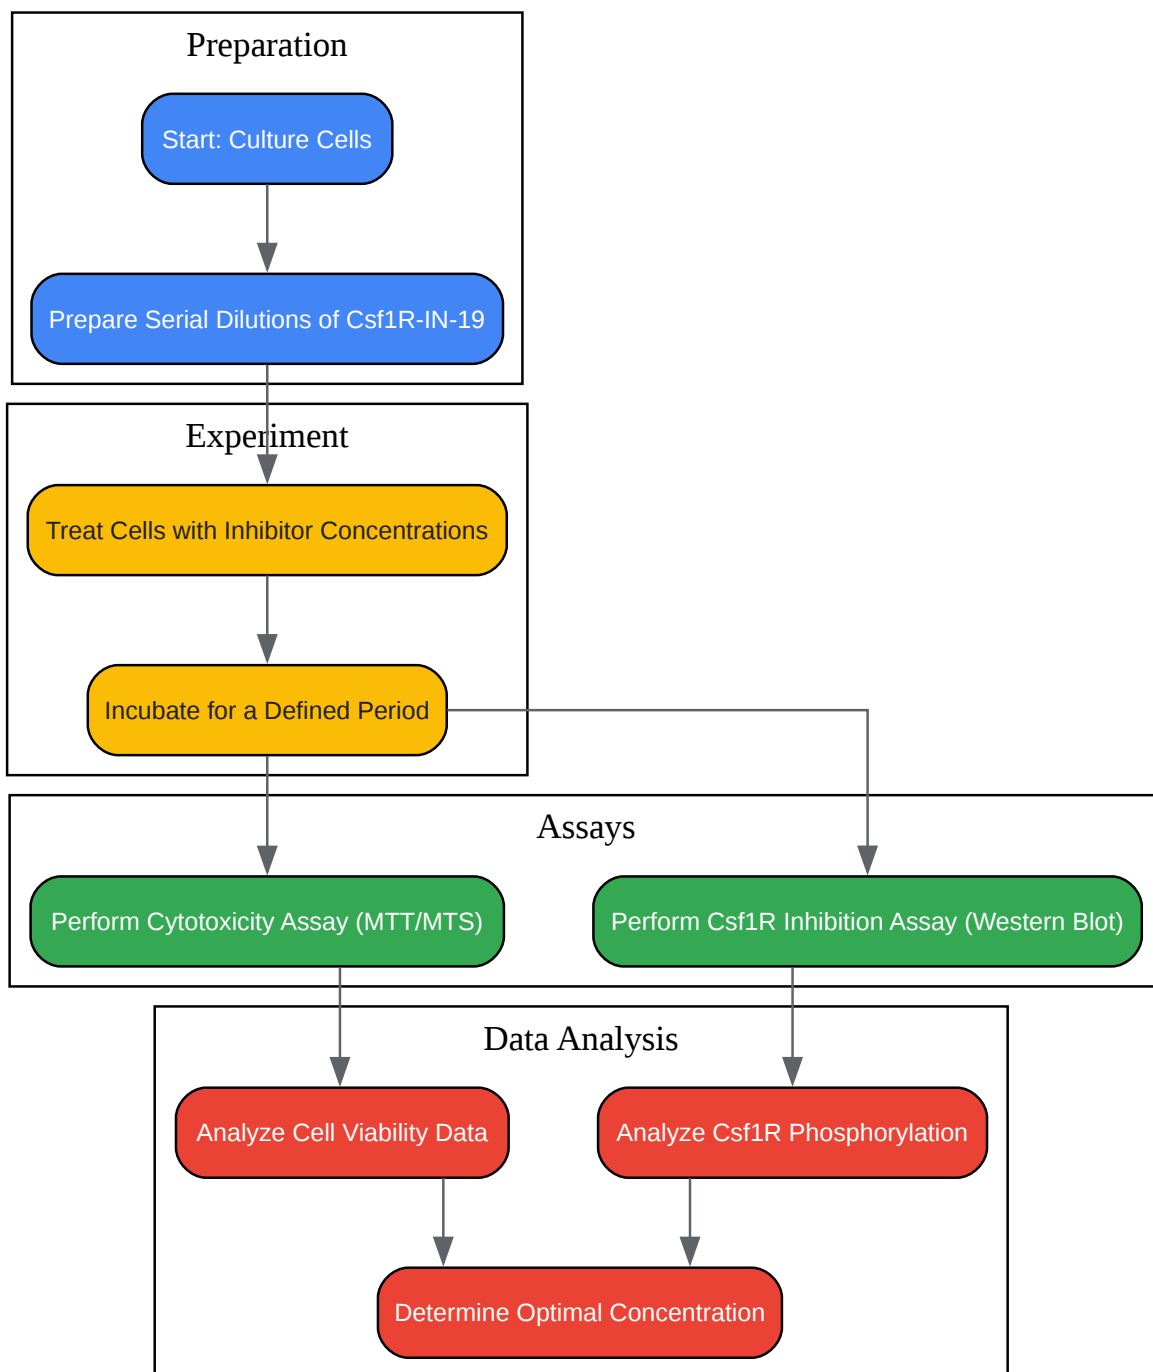 Preparation
Start: Culture Cells
Prepare Serial Dilutions of Csf1R-IN-19
Experiment
Treat Cells with Inhibitor Concentrations
Incubate for a Defined Period
Assays
Perform Cytotoxicity Assay (MTT/MTS)
Perform Csf1R Inhibition Assay (Western Blot)
Data Analysis
Analyze Cell Viability Data
Analyze Csf1R Phosphorylation
Determine Optimal Concentration